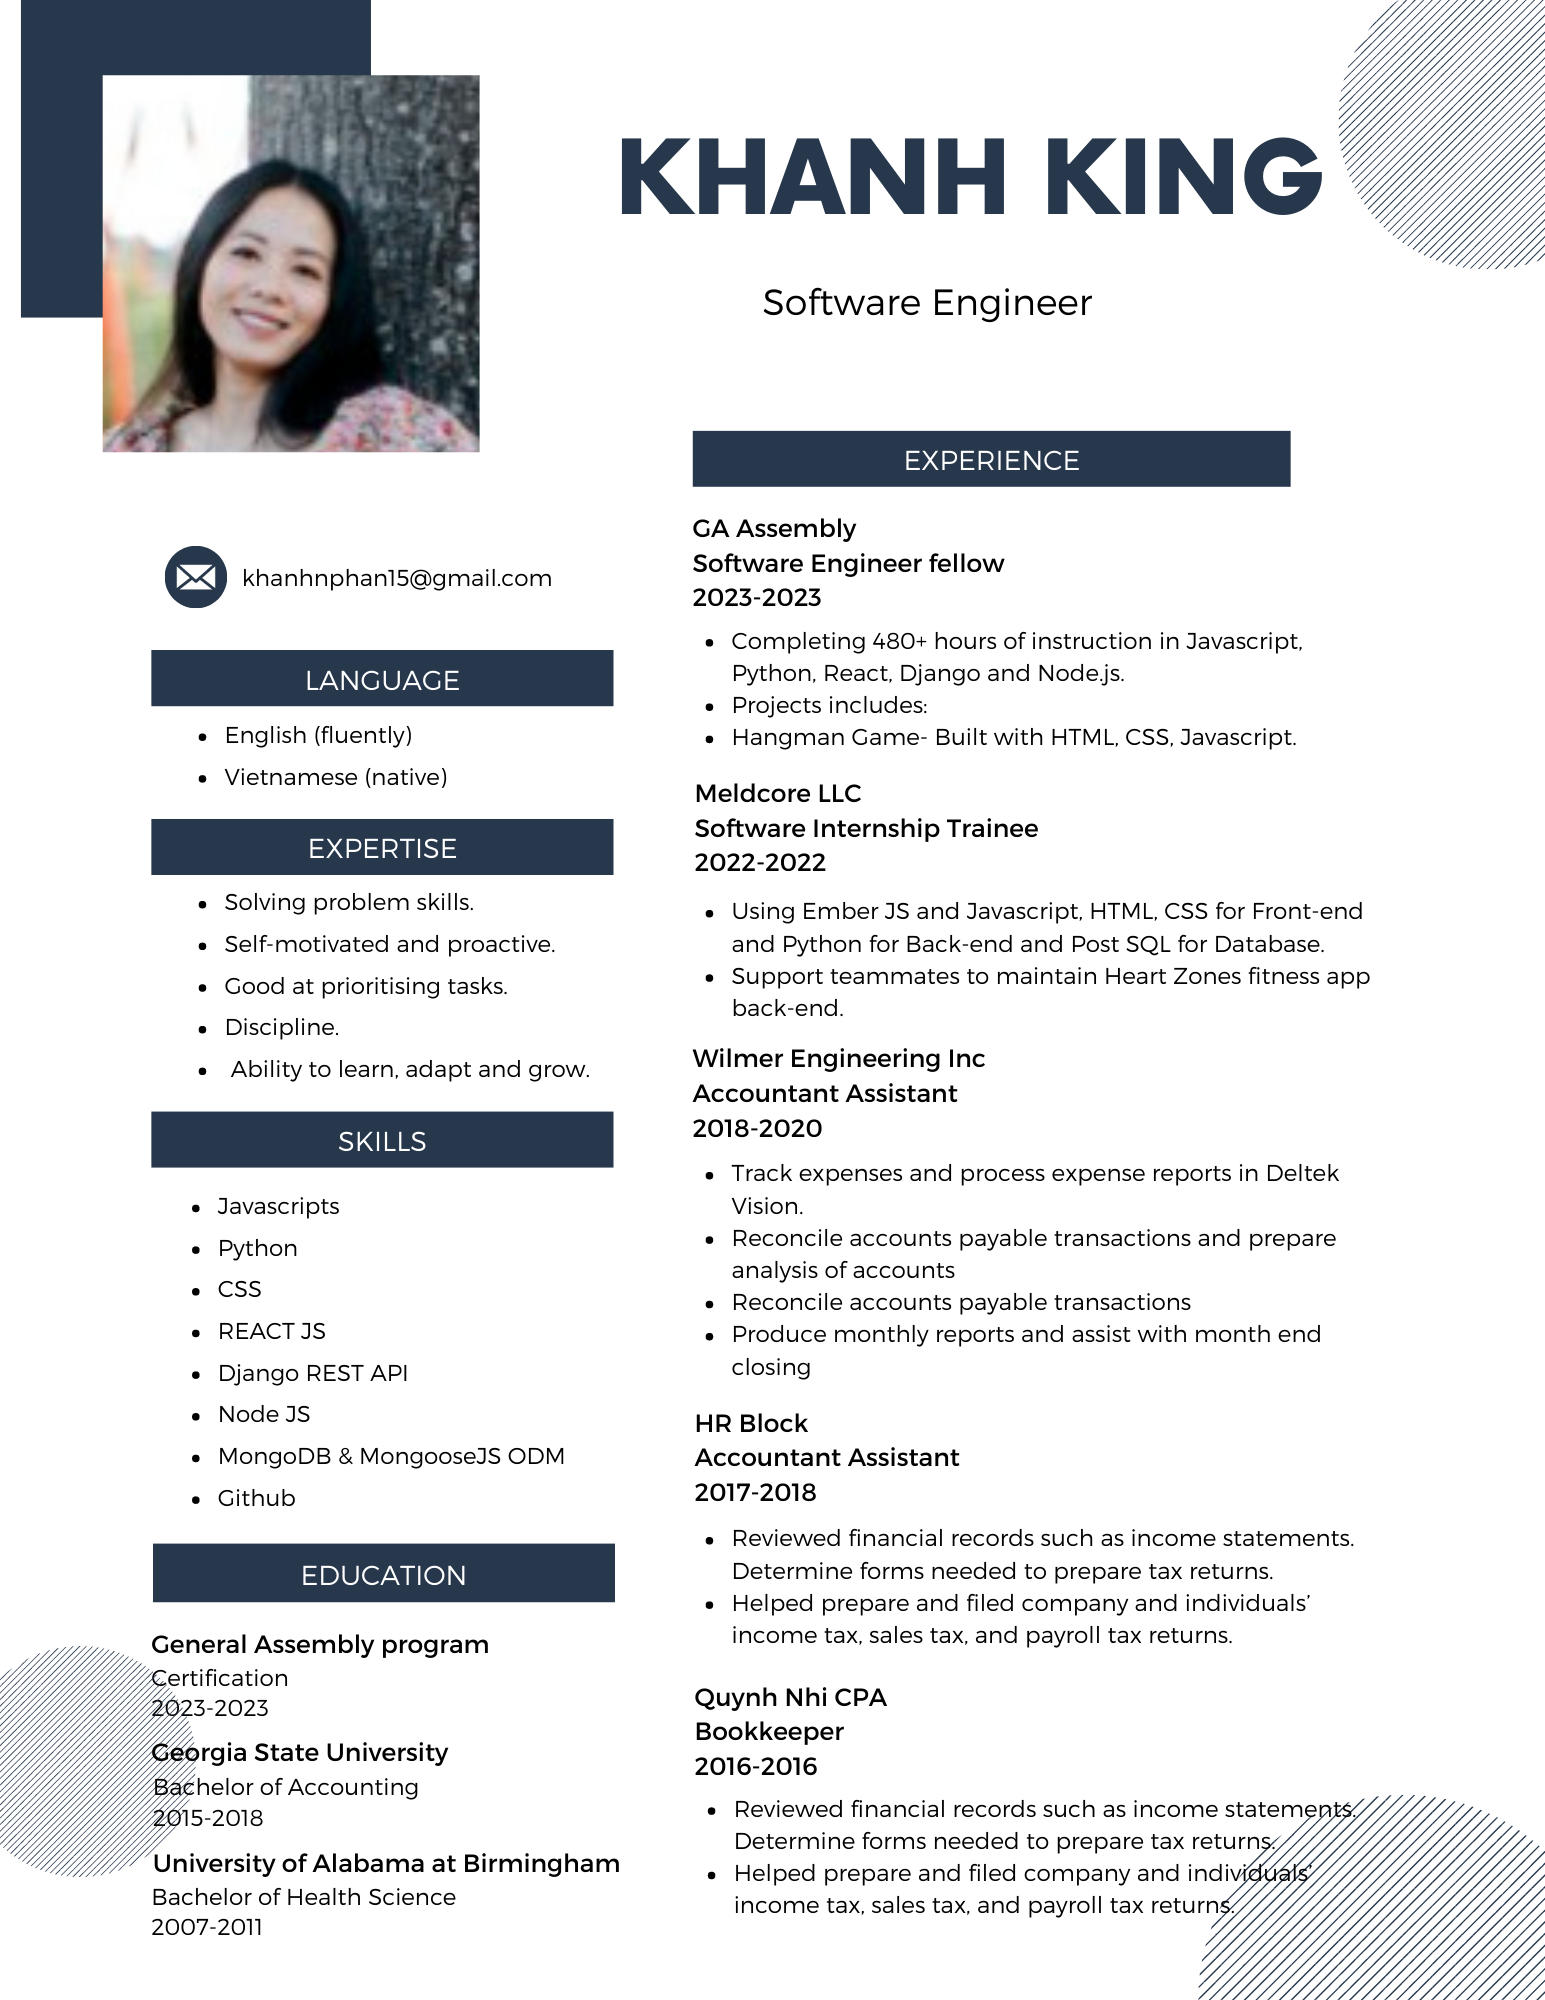 KHANH KING
Software Engineer
khanhnphan15@gmail.com
LANGUAGE
English (fluently)
Vietnamese (native)
EXPERTISE
Solving problem skills.
Self-motivated and proactive.
Good at prioritising tasks.
Discipline.
Ability to learn, adapt and grow.
SKILLS
Javascripts
Python
CSS
REACT JS
Django REST API
Node JS
MongoDB & MongooseJS ODM
Github
EDUCATION
General Assembly program
Certification
2023-2023
Georgia State University
Bachelor of Accounting
2015-2018
University of Alabama at Birmingham
Bachelor of Health Science
2007-2011
EXPERIENCE
GA Assembly
Software Engineer fellow
2023-2023
Completing 480+ hours of instruction in Javascript,
Python, React, Django and Node.js.
Projects includes:
Hangman Game- Built with HTML, CSS, Javascript.
Meldcore LLC
Software Internship Trainee
2022-2022
Using Ember JS and Javascript, HTML, CSS for Front-end
and Python for Back-end and Post SQL for Database.
Support teammates to maintain Heart Zones fitness app
back-end.
Wilmer Engineering Inc
Accountant Assistant
2018-2020
Track expenses and process expense reports in Deltek
Vision.
Reconcile accounts payable transactions and prepare
analysis of accounts
Reconcile accounts payable transactions
Produce monthly reports and assist with month end
closing
HR Block
Accountant Assistant
2017-2018
Reviewed financial records such as income statements.
Determine forms needed to prepare tax returns.
Helped prepare and filed company and individuals’
income tax, sales tax, and payroll tax returns.
Quynh Nhi CPA
Bookkeeper
2016-2016
Reviewed financial records such as income statements.
Determine forms needed to prepare tax returns.
Helped prepare and filed company and individuals’
income tax, sales tax, and payroll tax returns.